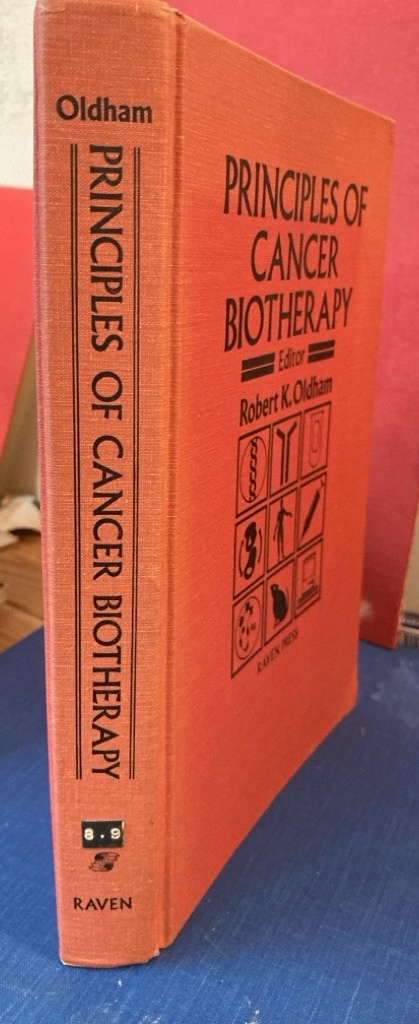 Oldham
PRINCIPLES OF CANCER BIOTHERAPY
8.9
RAVEN
PRINCIPLES OF
CANCER
BIOTHERAPY
Editor
Robert K. Oldham
RAVEN PRESS